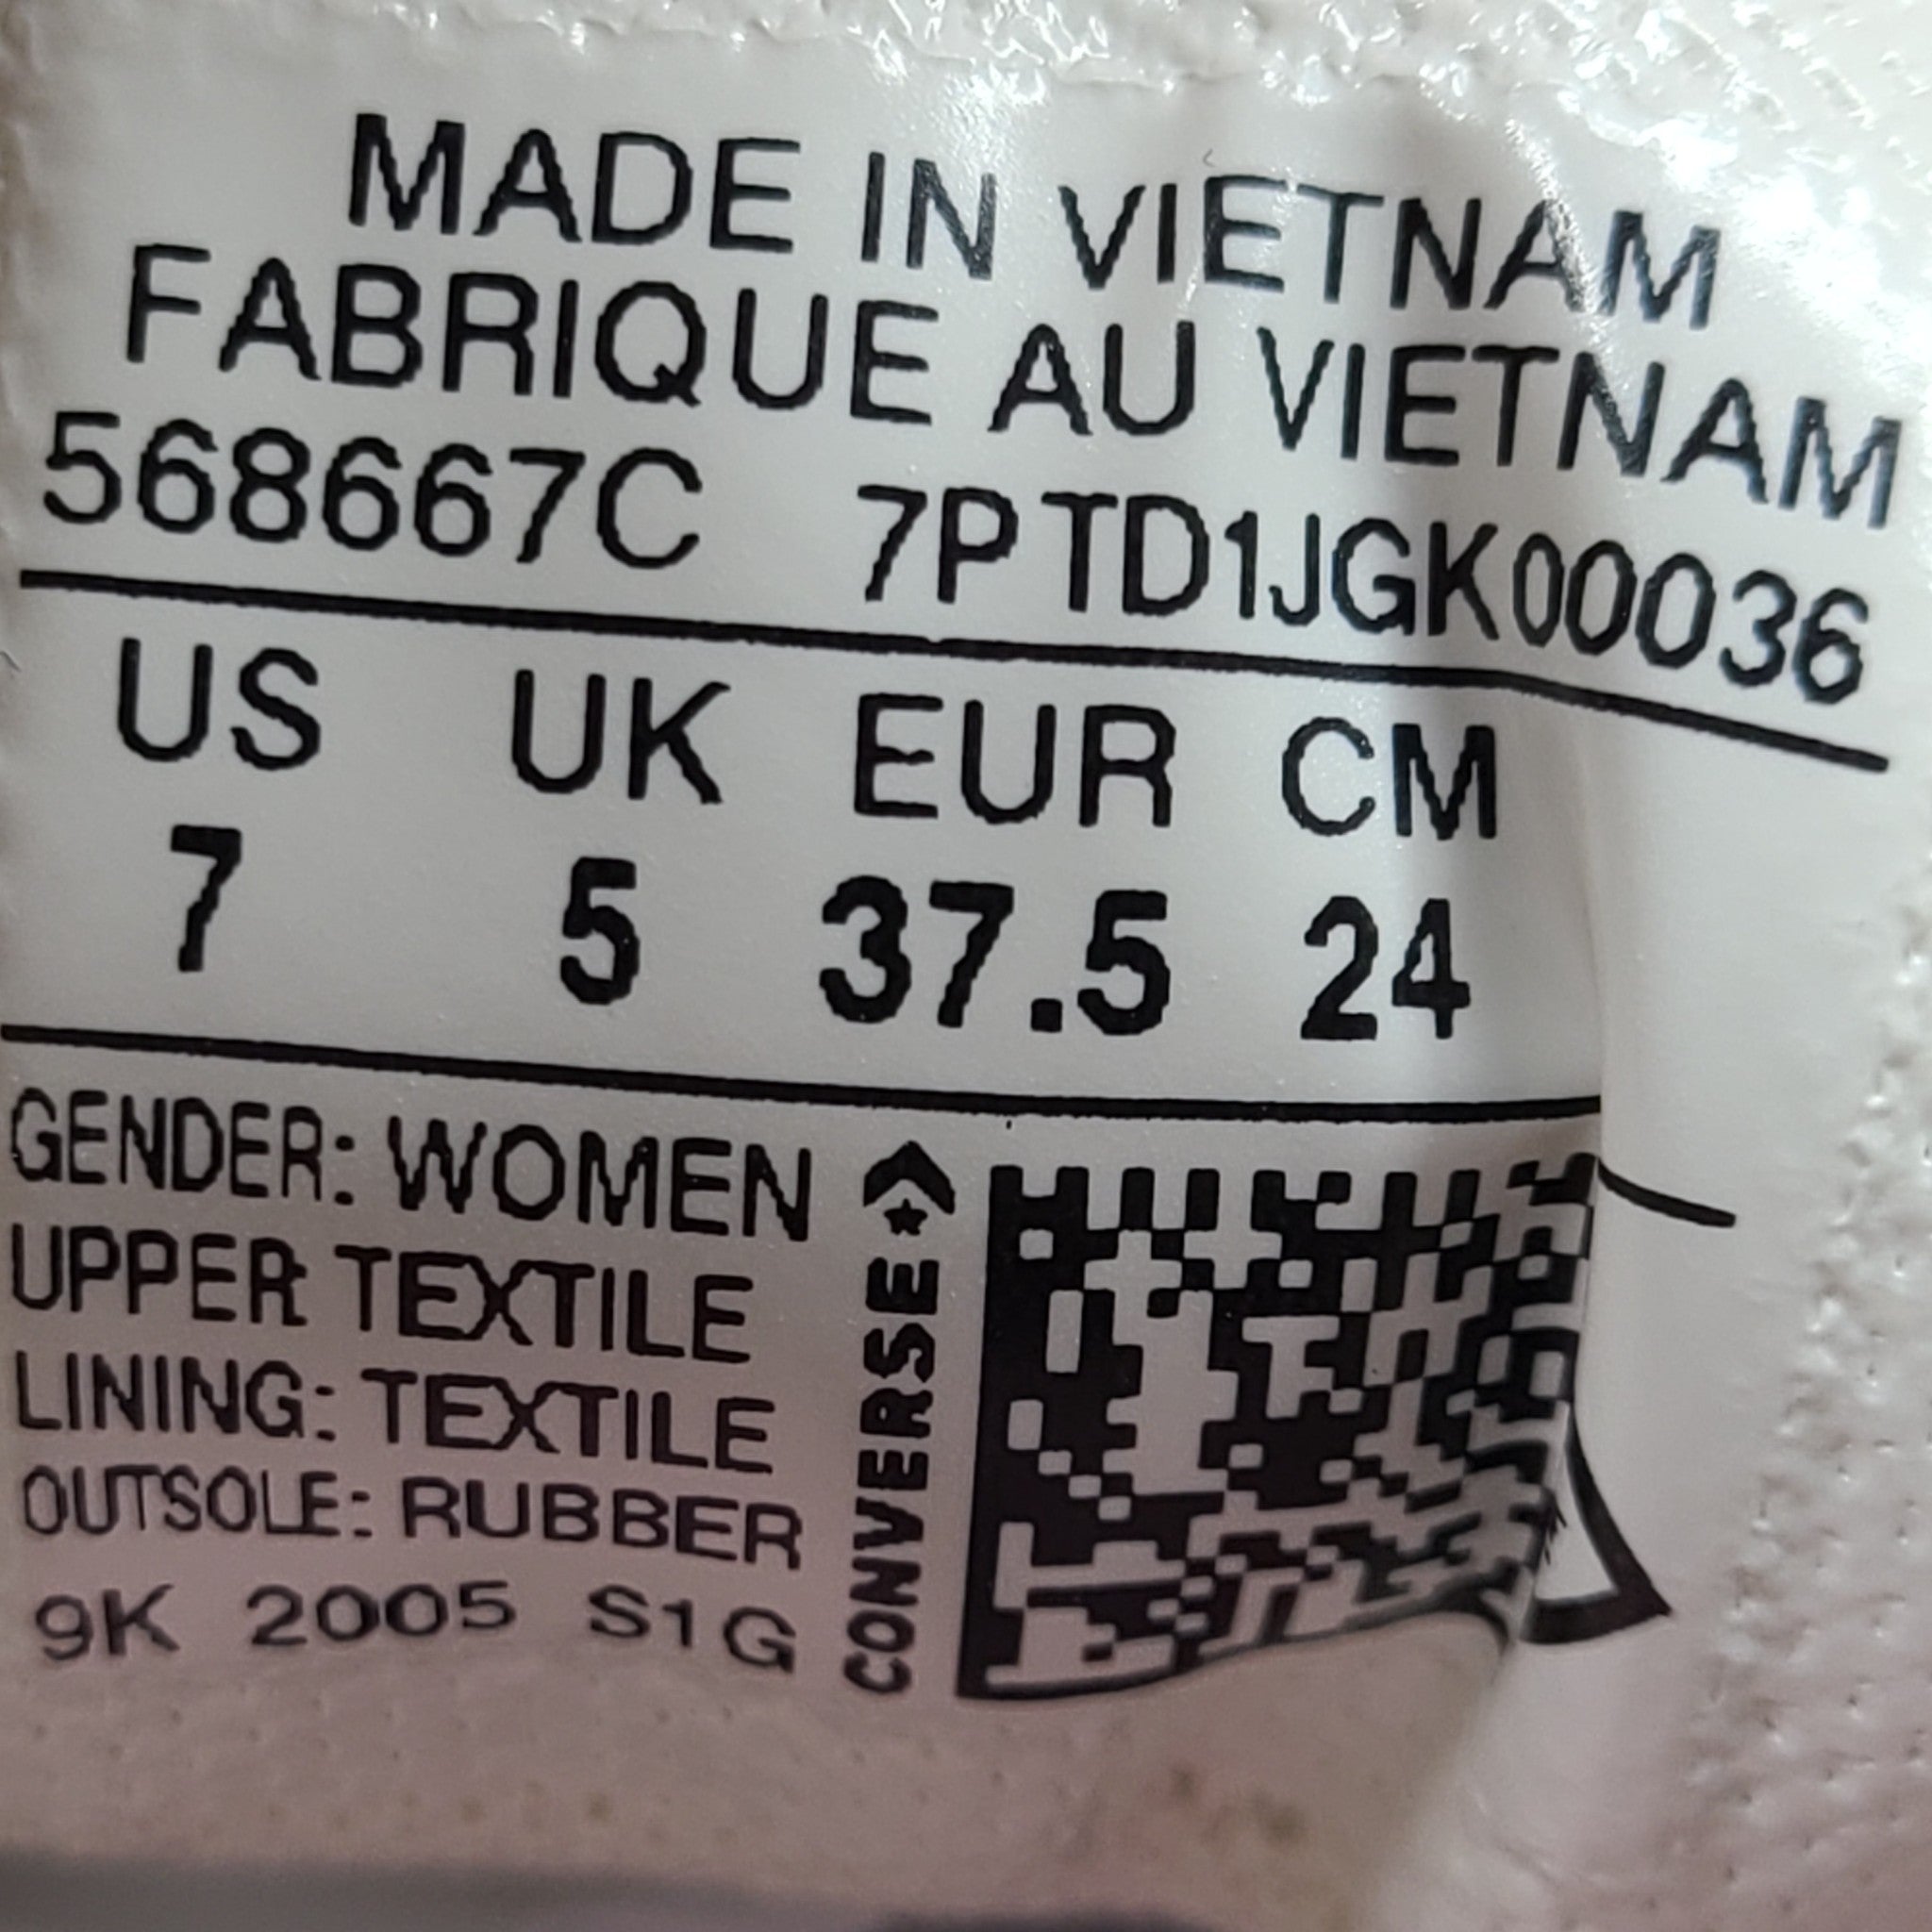 MADE IN VIETNAM
FABRIQUE AU VIETNAM
568667C 7PTD1JGK00036
US UK EUR CM
7 5 37.5 24
GENDER: WOMEN
UPPER: TEXTILE
LINING: TEXTILE
OUTSOLE: RUBBER
9K 2005 S1G
CONVERSE